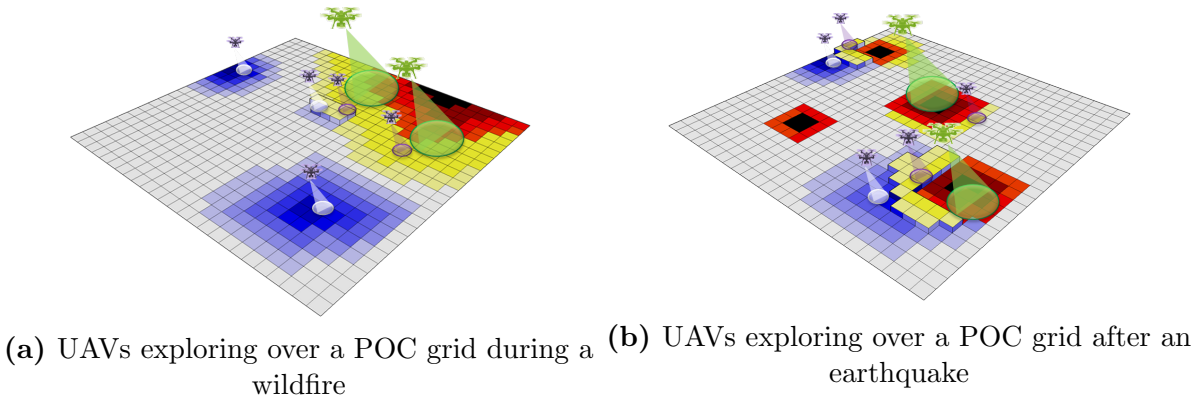 (a) UAVs exploring over a POC grid during a
wildfire
(b) UAVs exploring over a POC grid after an
earthquake